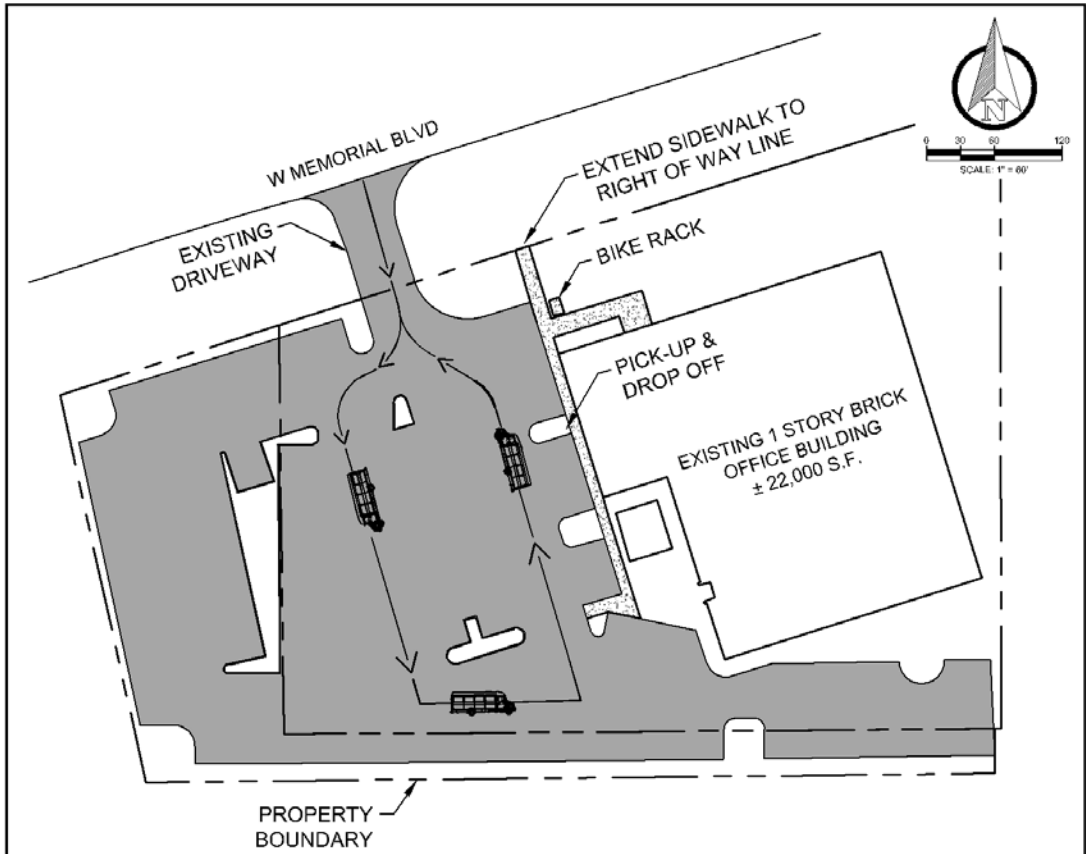 N
0 30 60 120
SCALE: 1" = 60'
W MEMORIAL BLVD
EXTEND SIDEWALK TO
RIGHT OF WAY LINE
EXISTING
DRIVEWAY
BIKE RACK
PICK-UP &
DROP OFF
EXISTING 1 STORY BRICK
OFFICE BUILDING
± 22,000 S.F.
PROPERTY
BOUNDARY